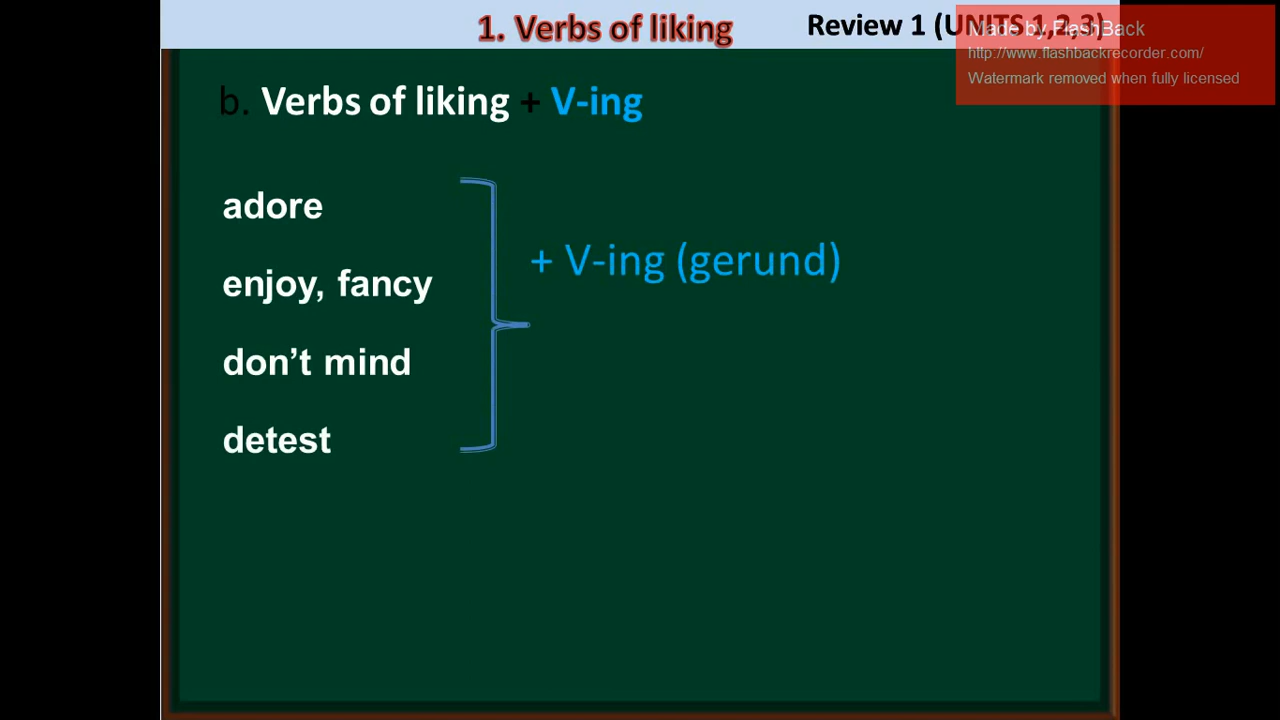 1. Verbs of liking
Review 1 (UNITS 1,2,3)
Made by FlashBack
http://www.flashbackrecorder.com/
Watermark removed when fully licensed
b. Verbs of liking + V-ing
adore
+ V-ing (gerund)
enjoy, fancy
don’t mind
detest